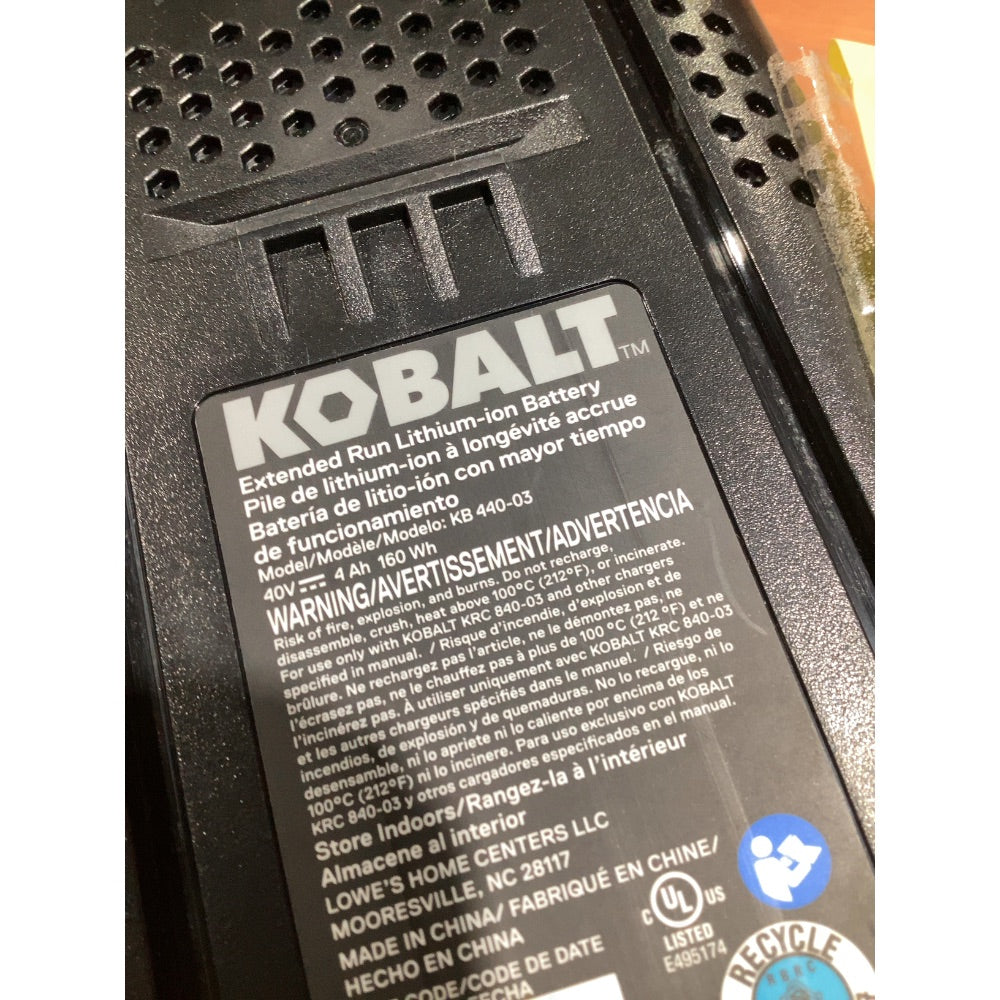 KOBALT™
Extended Run Lithium-ion Battery
Pile de lithium-ion à longévité accrue
Batería de litio-ión con mayor tiempo
de funcionamiento
Model/Modèle/Modelo: KB 440-03
40V 4 Ah 160 Wh
WARNING/AVERTISSEMENT/ADVERTENCIA
Risk of fire, explosion, and burns. Do not recharge,
disassemble, crush, heat above 100°C (212°F), or incinerate.
For use only with KOBALT KRC 840-03 and other chargers
specified in manual. / Risque d'incendie, d'explosion et de
brûlure. Ne rechargez pas l'article, ne le démontez pas, ne
l'écrasez pas, ne le chauffez pas à plus de 100 °C (212 °F) et ne
l'incinérez pas. À utiliser uniquement avec KOBALT KRC 840-03
et les autres chargeurs spécifiés dans le manuel. / Riesgo de
incendios, de explosión y de quemaduras. No lo recargue, ni lo
desensamble, ni lo apriete ni lo caliente por encima de los
100°C (212°F) ni lo incinere. Para uso exclusivo con KOBALT
KRC 840-03 y otros cargadores especificados en el manual.
Store Indoors/Rangez-la à l'intérieur
Almacene al interior
LOWE'S HOME CENTERS LLC
MOORESVILLE, NC 28117
MADE IN CHINA/ FABRIQUÉ EN CHINE/
HECHO EN CHINA
CODE/CODE DE DATE
FECHA
C UL US
LISTED
E495174
RECYCLE
RBRC